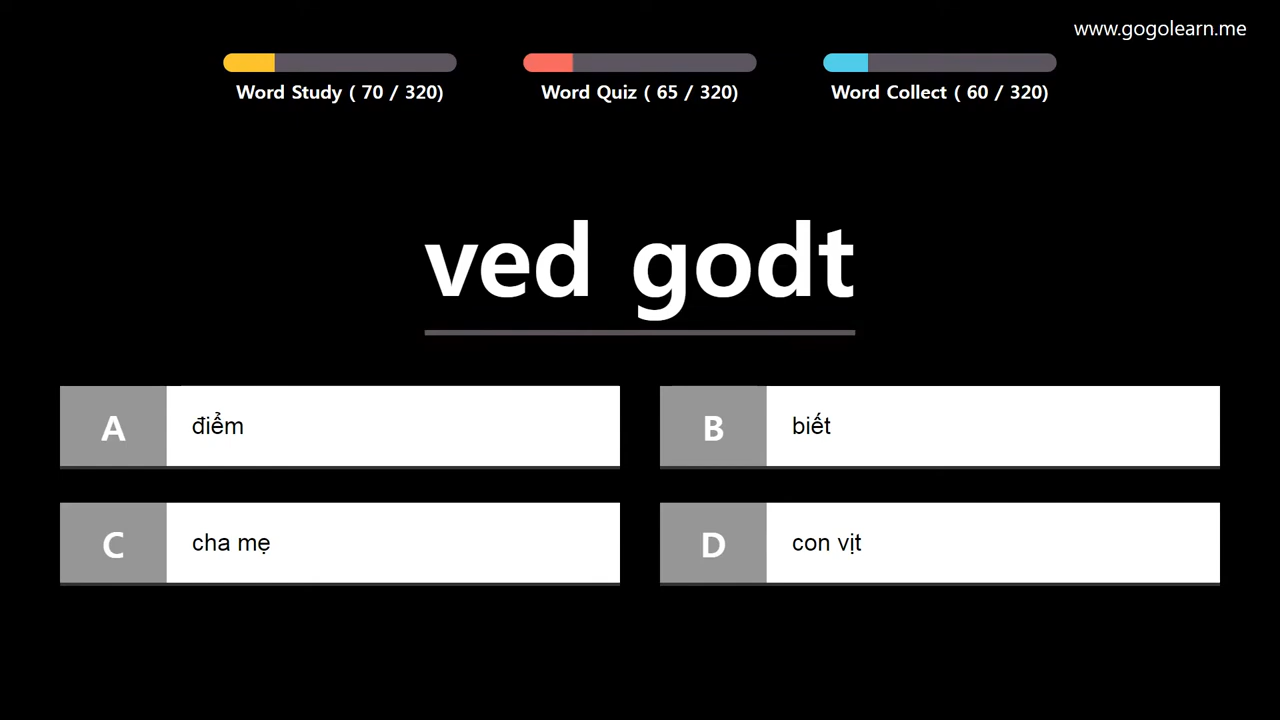 www.gogolearn.me
Word Study ( 70 / 320)
Word Quiz ( 65 / 320)
Word Collect ( 60 / 320)
ved godt
A điểm
B biết
C cha mẹ
D con vịt